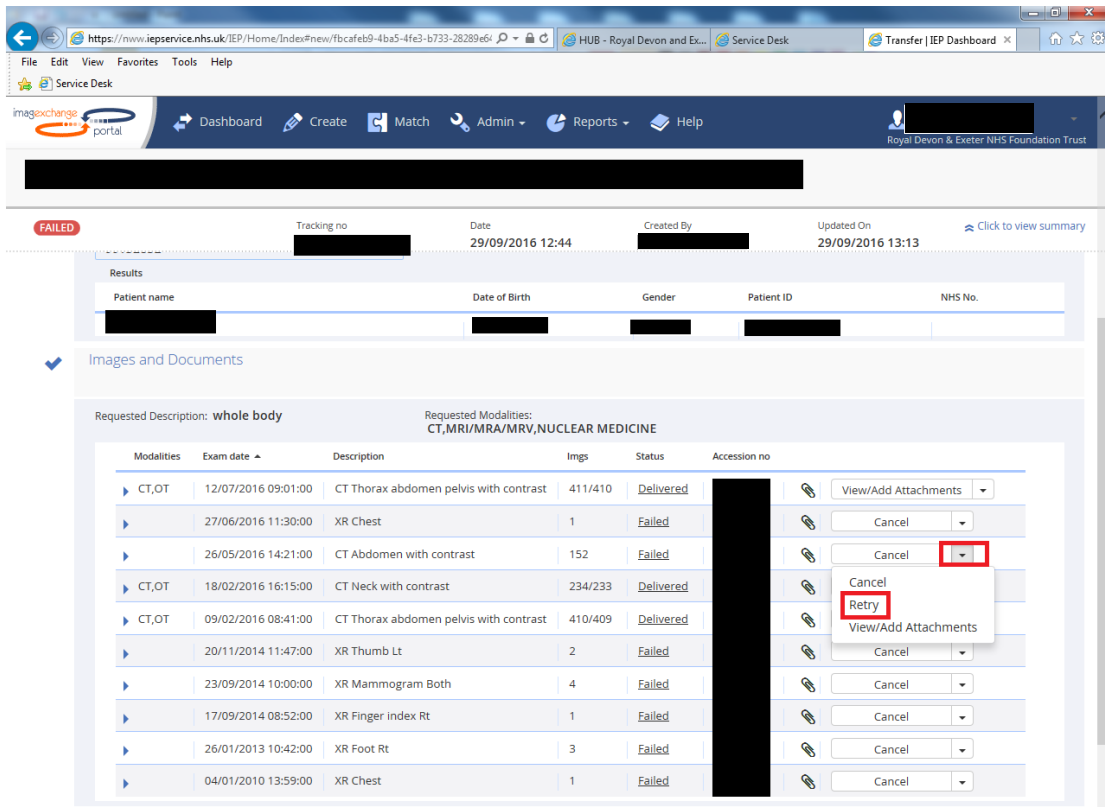 https://nww.iepservice.nhs.uk/IEP/Home/Index#new/fbcafeb9-4ba5-4fe3-b733-28289e6
HUB - Royal Devon and Ex...
Service Desk
Transfer | IEP Dashboard
File Edit View Favorites Tools Help
Service Desk
imagexchange portal
Dashboard Create Match Admin Reports Help
Royal Devon & Exeter NHS Foundation Trust
FAILED
Tracking no Date Created By Updated On Click to view summary
29/09/2016 12:44 29/09/2016 13:13
Results
Patient name Date of Birth Gender Patient ID NHS No.
Images and Documents
Requested Description: whole body Requested Modalities:
CT,MRI/MRA/MRV,NUCLEAR MEDICINE
Modalities Exam date Description Imgs Status Accession no
CT,OT 12/07/2016 09:01:00 CT Thorax abdomen pelvis with contrast 411/410 Delivered View/Add Attachments
27/06/2016 11:30:00 XR Chest 1 Failed Cancel
26/05/2016 14:21:00 CT Abdomen with contrast 152 Failed Cancel
Cancel
CT,OT 18/02/2016 16:15:00 CT Neck with contrast 234/233 Delivered
Retry
CT,OT 09/02/2016 08:41:00 CT Thorax abdomen pelvis with contrast 410/409 Delivered
View/Add Attachments
20/11/2014 11:47:00 XR Thumb Lt 2 Failed Cancel
23/09/2014 10:00:00 XR Mammogram Both 4 Failed Cancel
17/09/2014 08:52:00 XR Finger index Rt 1 Failed Cancel
26/01/2013 10:42:00 XR Foot Rt 3 Failed Cancel
04/01/2010 13:59:00 XR Chest 1 Failed Cancel